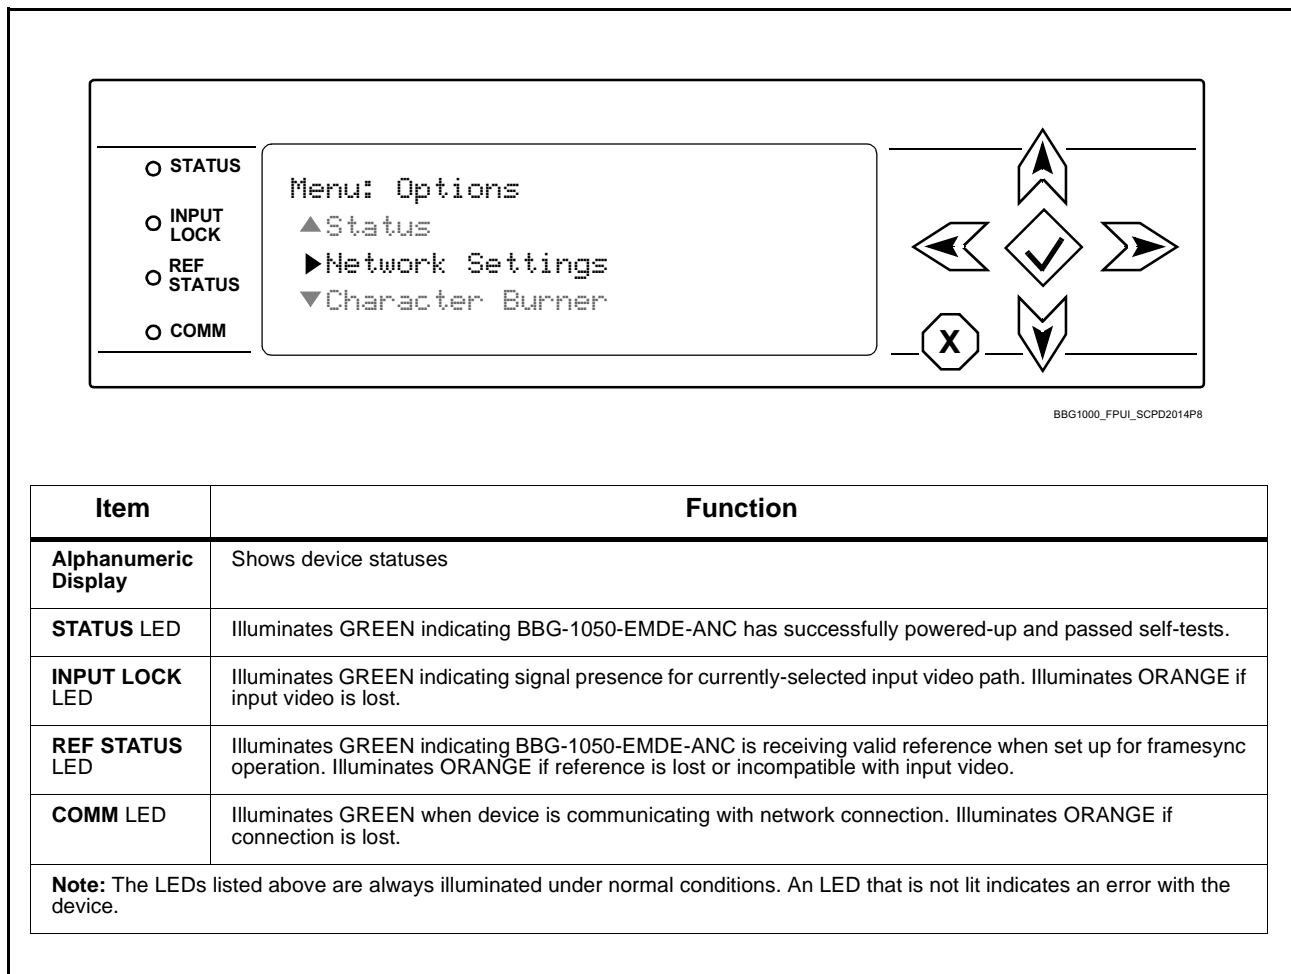 STATUS
INPUT
LOCK
REF
STATUS
COMM
Menu: Options
▲Status
▶Network Settings
▼Character Burner
X
BBG1000_FPUI_SCPD2014P8
Item
Function
Alphanumeric
Display
Shows device statuses
STATUS LED
Illuminates GREEN indicating BBG-1050-EMDE-ANC has successfully powered-up and passed self-tests.
INPUT LOCK
LED
Illuminates GREEN indicating signal presence for currently-selected input video path. Illuminates ORANGE if
input video is lost.
REF STATUS
LED
Illuminates GREEN indicating BBG-1050-EMDE-ANC is receiving valid reference when set up for framesync
operation. Illuminates ORANGE if reference is lost or incompatible with input video.
COMM LED
Illuminates GREEN when device is communicating with network connection. Illuminates ORANGE if
connection is lost.
Note: The LEDs listed above are always illuminated under normal conditions. An LED that is not lit indicates an error with the
device.